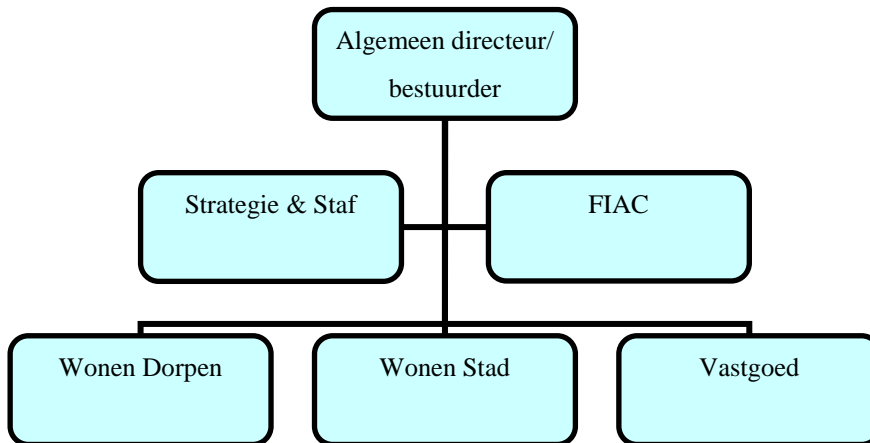 Algemeen directeur/
bestuurder
Strategie & Staf
FIAC
Wonen Dorpen
Wonen Stad
Vastgoed